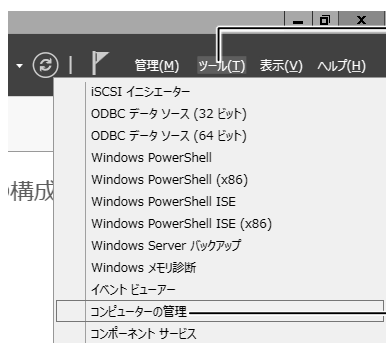 管理(M) ツール(T) 表示(V) ヘルプ(H)
iSCSI イニシエーター
ODBC データ ソース (32 ビット)
ODBC データ ソース (64 ビット)
Windows PowerShell
Windows PowerShell (x86)
Windows PowerShell ISE
Windows PowerShell ISE (x86)
の構成
Windows Server バックアップ
Windows メモリ診断
イベント ビューアー
コンピューターの管理
コンポーネント サービス